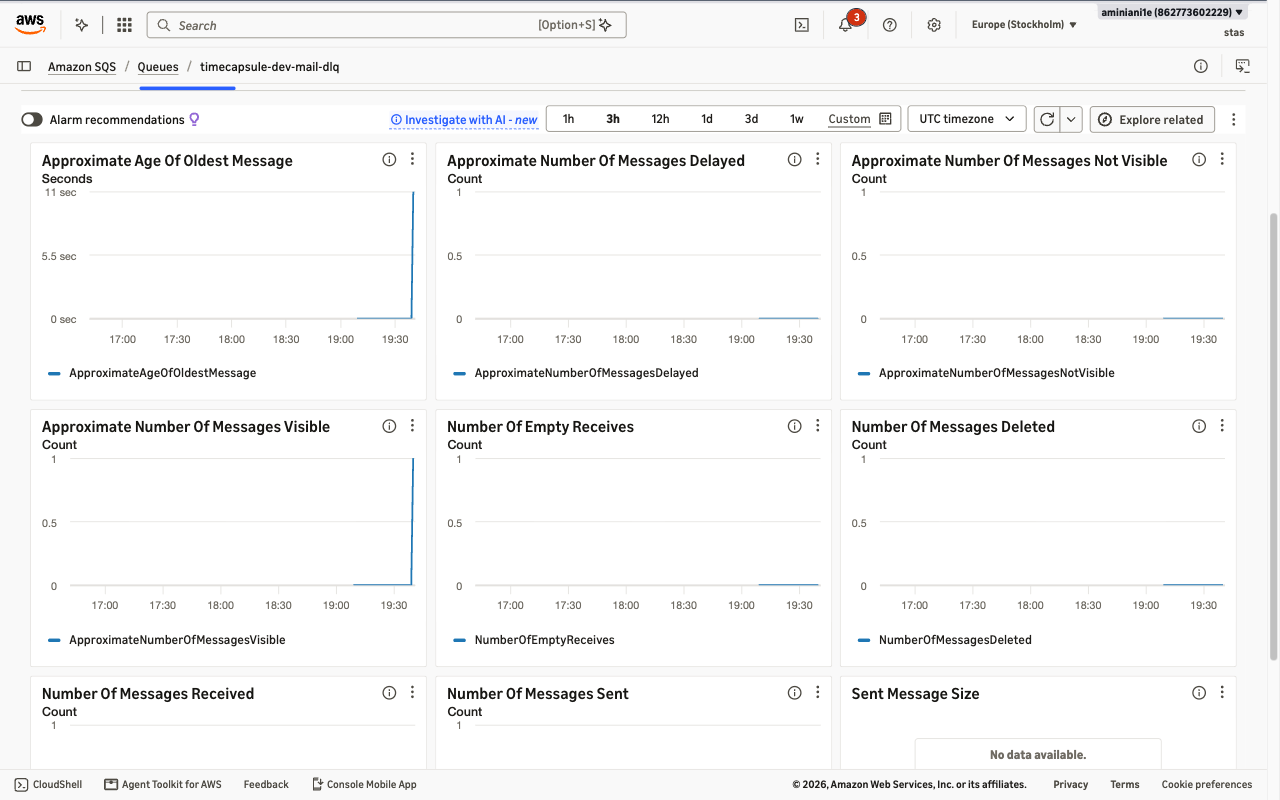 aws
Search
[Option+S]
3
Europe (Stockholm)
aminiani1e (862773602229)
stas
Amazon SQS / Queues / timecapsule-dev-mail-dlq
Alarm recommendations
Investigate with AI - new
1h 3h 12h 1d 3d 1w Custom
UTC timezone
Explore related
Approximate Age Of Oldest Message
Seconds
11 sec
5.5 sec
0 sec
17:00 17:30 18:00 18:30 19:00 19:30
ApproximateAgeOfOldestMessage
Approximate Number Of Messages Delayed
Count
1
0.5
0
17:00 17:30 18:00 18:30 19:00 19:30
ApproximateNumberOfMessagesDelayed
Approximate Number Of Messages Not Visible
Count
1
0.5
0
17:00 17:30 18:00 18:30 19:00 19:30
ApproximateNumberOfMessagesNotVisible
Approximate Number Of Messages Visible
Count
1
0.5
0
17:00 17:30 18:00 18:30 19:00 19:30
ApproximateNumberOfMessagesVisible
Number Of Empty Receives
Count
1
0.5
0
17:00 17:30 18:00 18:30 19:00 19:30
NumberOfEmptyReceives
Number Of Messages Deleted
Count
1
0.5
0
17:00 17:30 18:00 18:30 19:00 19:30
NumberOfMessagesDeleted
Number Of Messages Received
Count
1
Number Of Messages Sent
Count
1
Sent Message Size
No data available.
CloudShell
Agent Toolkit for AWS
Feedback
Console Mobile App
© 2026, Amazon Web Services, Inc. or its affiliates.
Privacy
Terms
Cookie preferences